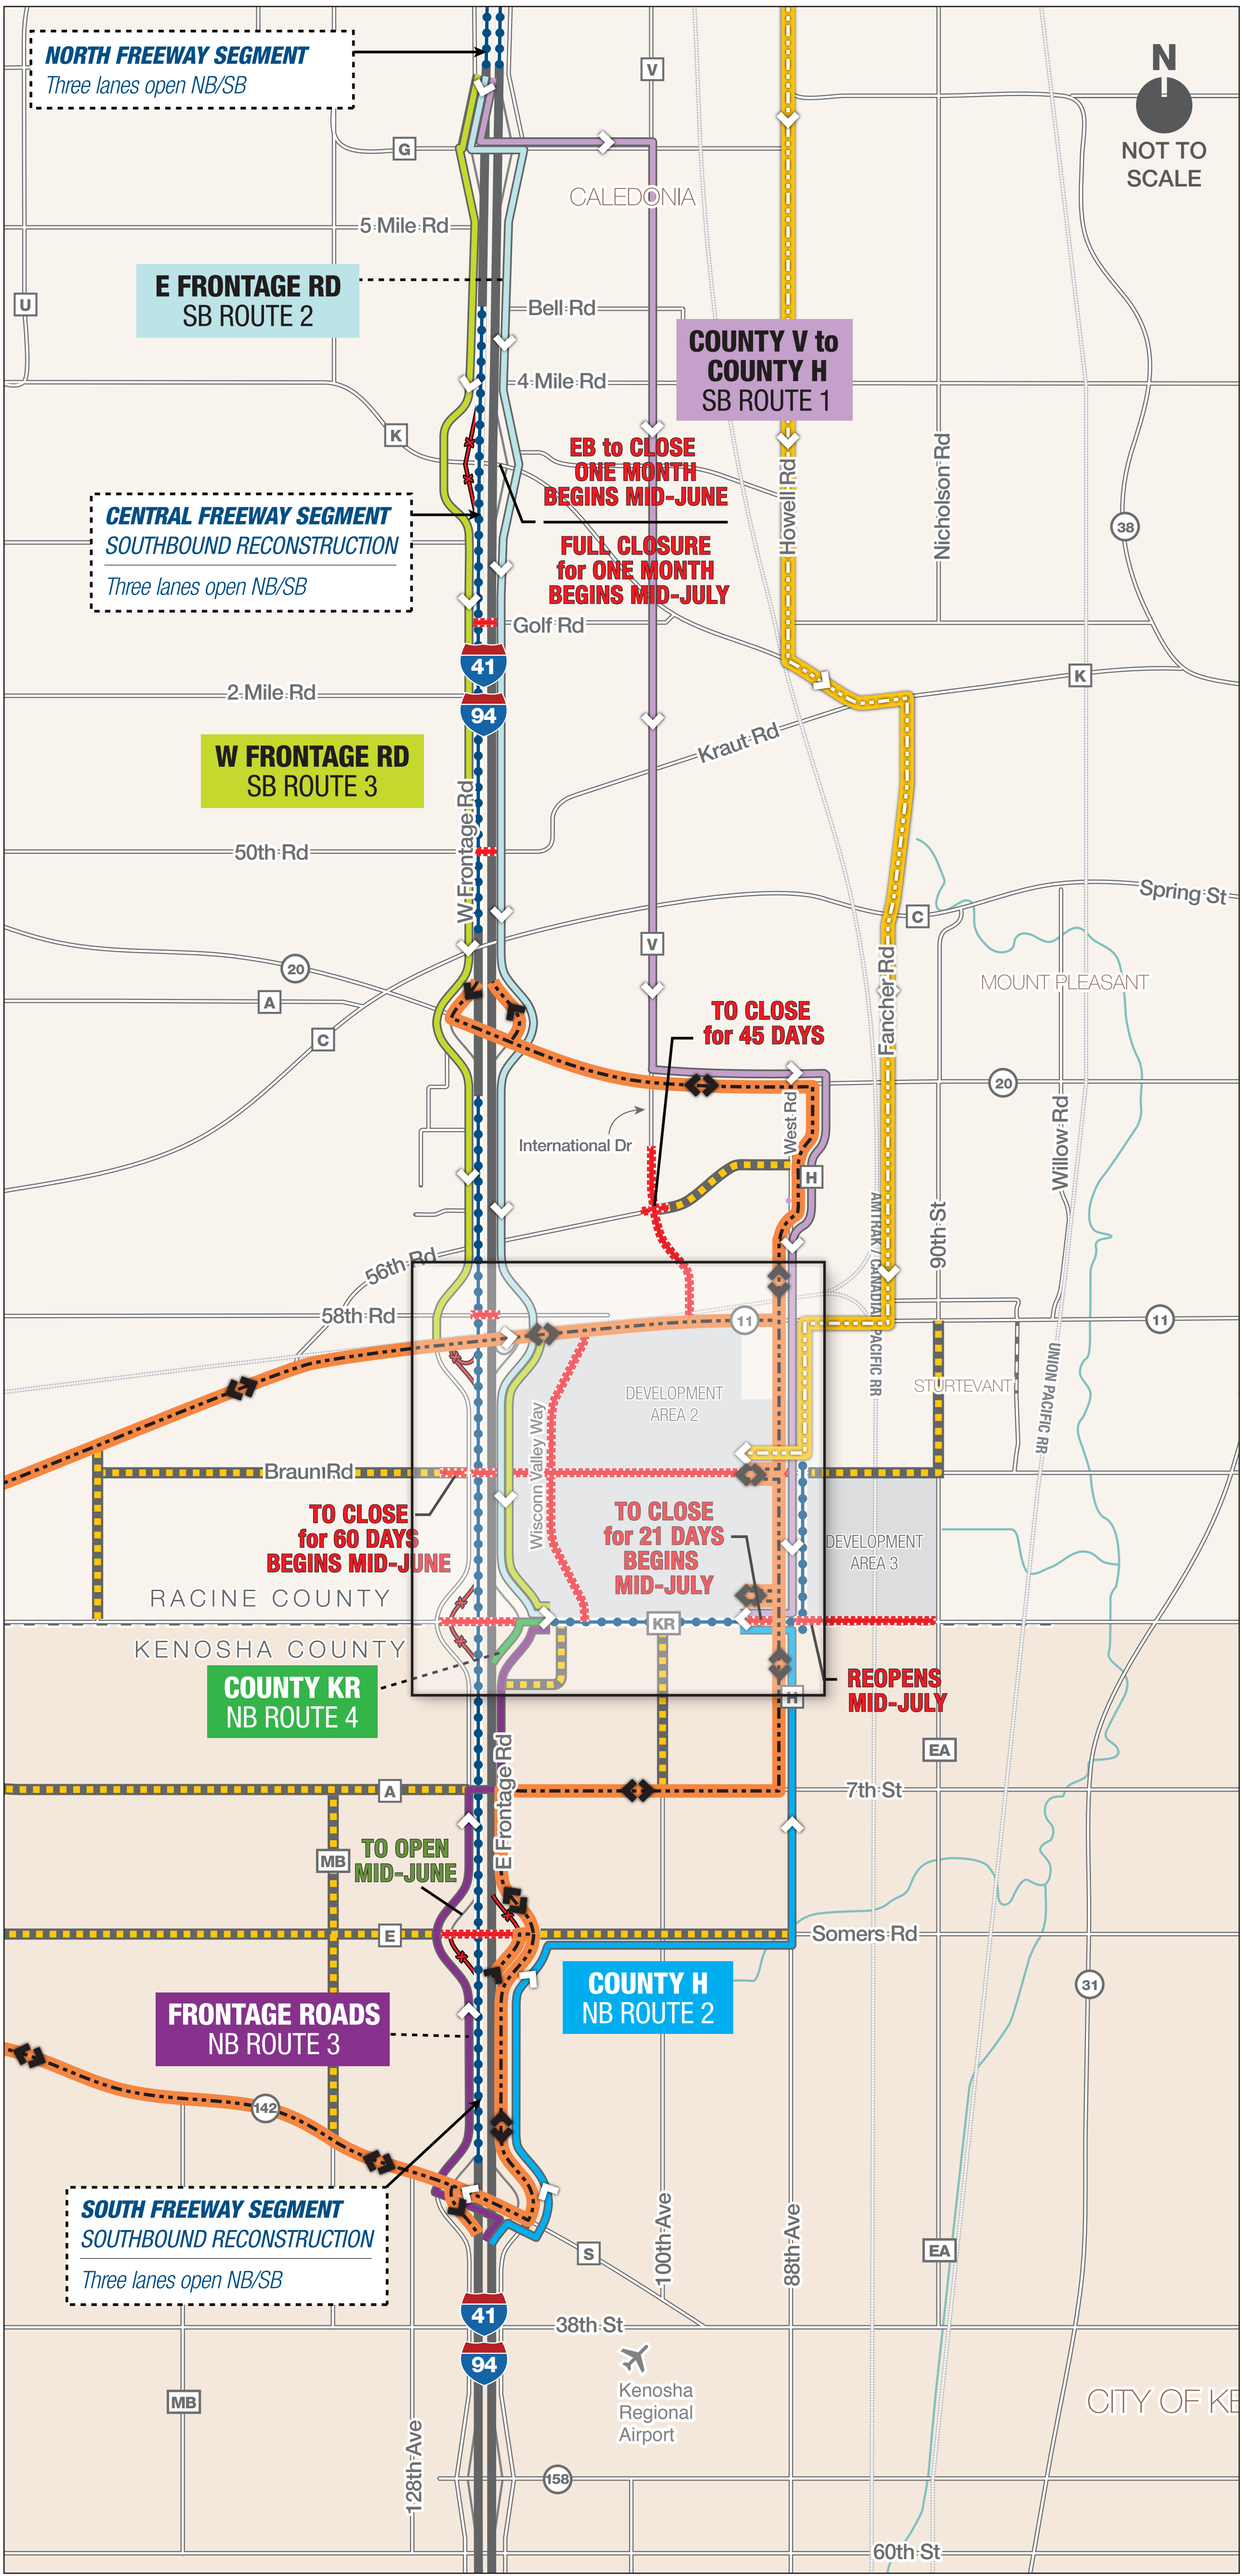 NORTH FREEWAY SEGMENT
Three lanes open NB/SB
V
N
NOT TO
SCALE
G
CALEDONIA
5 Mile Rd
E FRONTAGE RD
SB ROUTE 2
U
Bell Rd
COUNTY V to
COUNTY H
SB ROUTE 1
4 Mile Rd
K
EB to CLOSE
ONE MONTH
BEGINS MID-JUNE
FULL CLOSURE
for ONE MONTH
BEGINS MID-JULY
Howell Rd
Nicholson Rd
38
CENTRAL FREEWAY SEGMENT
SOUTHBOUND RECONSTRUCTION
Three lanes open NB/SB
Golf Rd
41
94
2 Mile Rd
K
Kraut Rd
W FRONTAGE RD
SB ROUTE 3
W Frontage Rd
50th Rd
Spring St
C
V
20
A
C
Fancher Rd
MOUNT PLEASANT
TO CLOSE
for 45 DAYS
20
West Rd
International Dr
Willow Rd
H
90th St
AMTRAK / CANADIAN PACIFIC RR
56th Rd
58th Rd
11
11
UNION PACIFIC RR
STURTEVANT
DEVELOPMENT
AREA 2
Wisconn Valley Way
Braun Rd
TO CLOSE
for 60 DAYS
BEGINS MID-JUNE
TO CLOSE
for 21 DAYS
BEGINS
MID-JULY
DEVELOPMENT
AREA 3
RACINE COUNTY
KR
KENOSHA COUNTY
COUNTY KR
NB ROUTE 4
REOPENS
MID-JULY
H
E Frontage Rd
EA
A
7th St
TO OPEN
MID-JUNE
MB
E
Somers Rd
COUNTY H
NB ROUTE 2
31
FRONTAGE ROADS
NB ROUTE 3
142
SOUTH FREEWAY SEGMENT
SOUTHBOUND RECONSTRUCTION
Three lanes open NB/SB
S
100th Ave
88th Ave
EA
41
38th St
94
MB
Kenosha
Regional
Airport
CITY OF KE
128th Ave
158
60th St